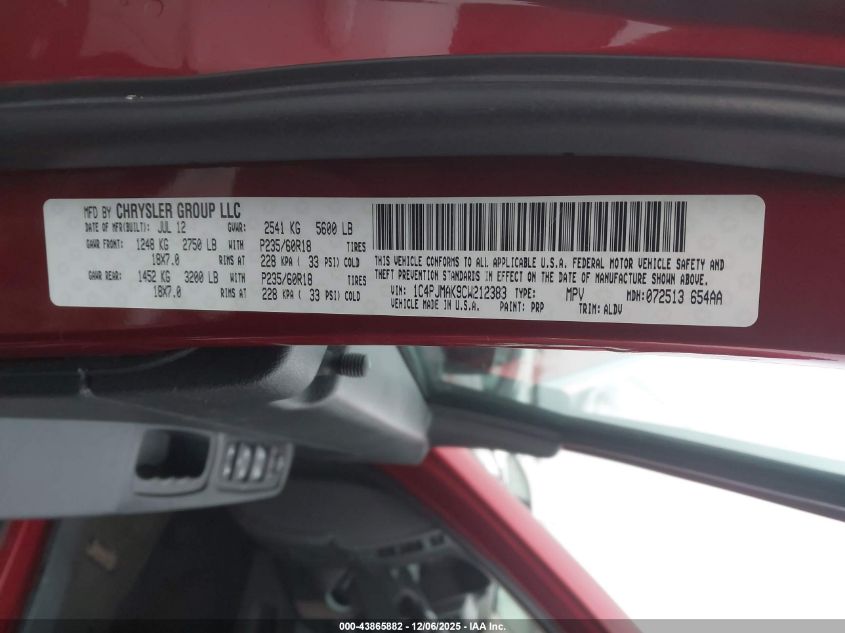 MFD BY CHRYSLER GROUP LLC
DATE OF MFR(BUILT): JUL 12 GVWR: 2541 KG 5600 LB
GAWR FRONT: 1248 KG 2750 LB WITH P235/60R18 TIRES
18X7.0 RIMS AT 228 KPA ( 33 PSI) COLD
GAWR REAR: 1452 KG 3200 LB WITH P235/60R18 TIRES
18X7.0 RIMS AT 228 KPA ( 33 PSI) COLD
THIS VEHICLE CONFORMS TO ALL APPLICABLE U.S.A. FEDERAL MOTOR VEHICLE SAFETY AND
THEFT PREVENTION STANDARDS IN EFFECT ON THE DATE OF MANUFACTURE SHOWN ABOVE.
VIN: 1C4PJMAK9CW212383 TYPE: MPV MDH: 072513 654AA
VEHICLE MADE IN U.S.A. PAINT: PRP TRIM: ALDV
000-43865882 - 12/06/2025 - IAA Inc.